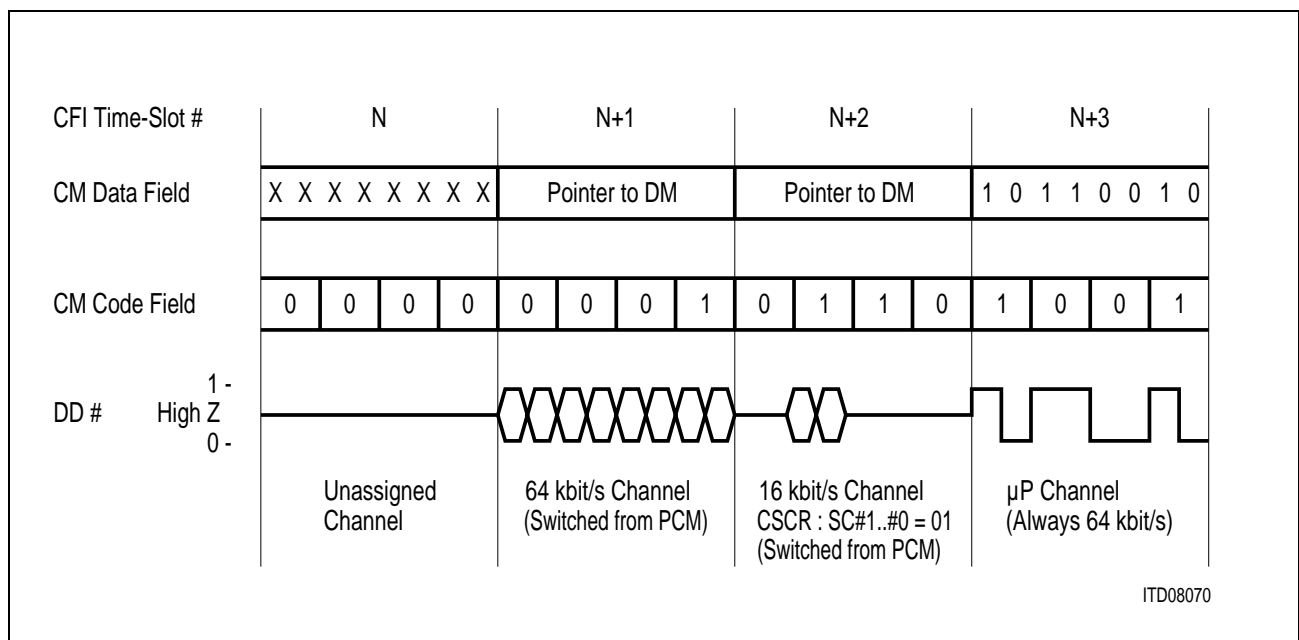 CFI Time-Slot # N N+1 N+2 N+3
CM Data Field X X X X X X X X Pointer to DM Pointer to DM 1 0 1 1 0 0 1 0
CM Code Field 0 0 0 0 0 0 0 1 0 1 1 0 1 0 0 1
1 -
DD # High Z
0 -
Unassigned
Channel
64 kbit/s Channel
(Switched from PCM)
16 kbit/s Channel
CSCR : SC#1..#0 = 01
(Switched from PCM)
µP Channel
(Always 64 kbit/s)
ITD08070